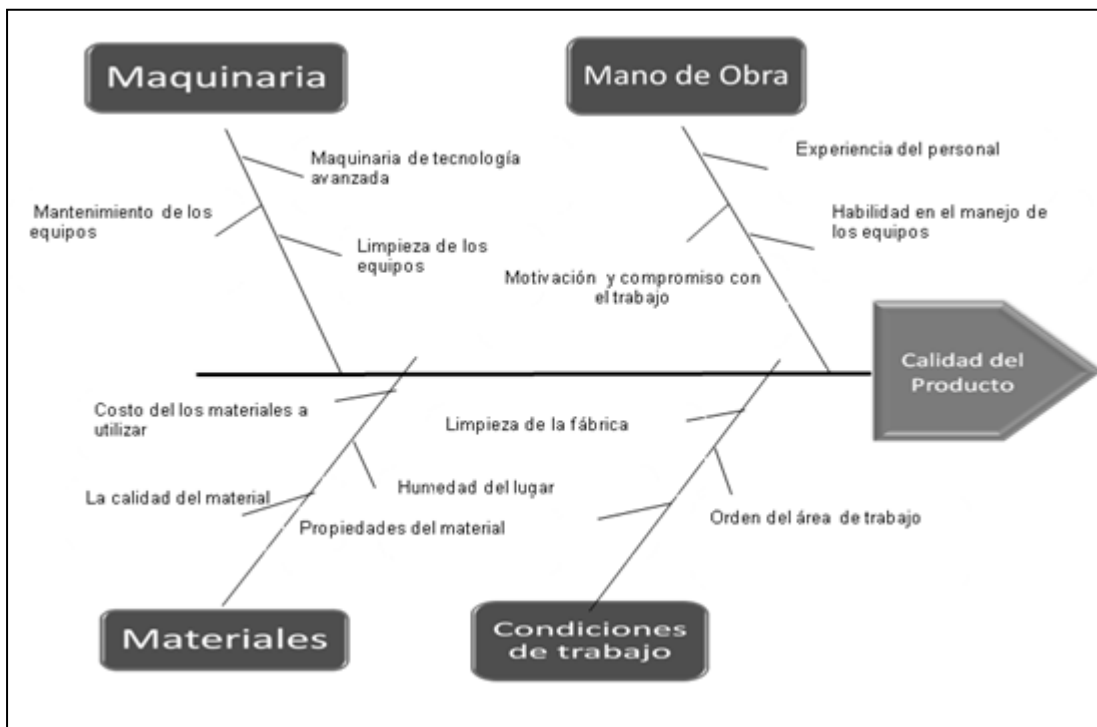 Maquinaria
Mano de Obra
Maquinaria de tecnología
avanzada
Experiencia del personal
Mantenimiento de los
equipos
Habilidad en el manejo de
los equipos
Limpieza de los
equipos
Motivación y compromiso con
el trabajo
Calidad del
Producto
Costo del los materiales a
utilizar
Limpieza de la fábrica
Humedad del lugar
La calidad del material
Orden del área de trabajo
Propiedades del material
Materiales
Condiciones
de trabajo